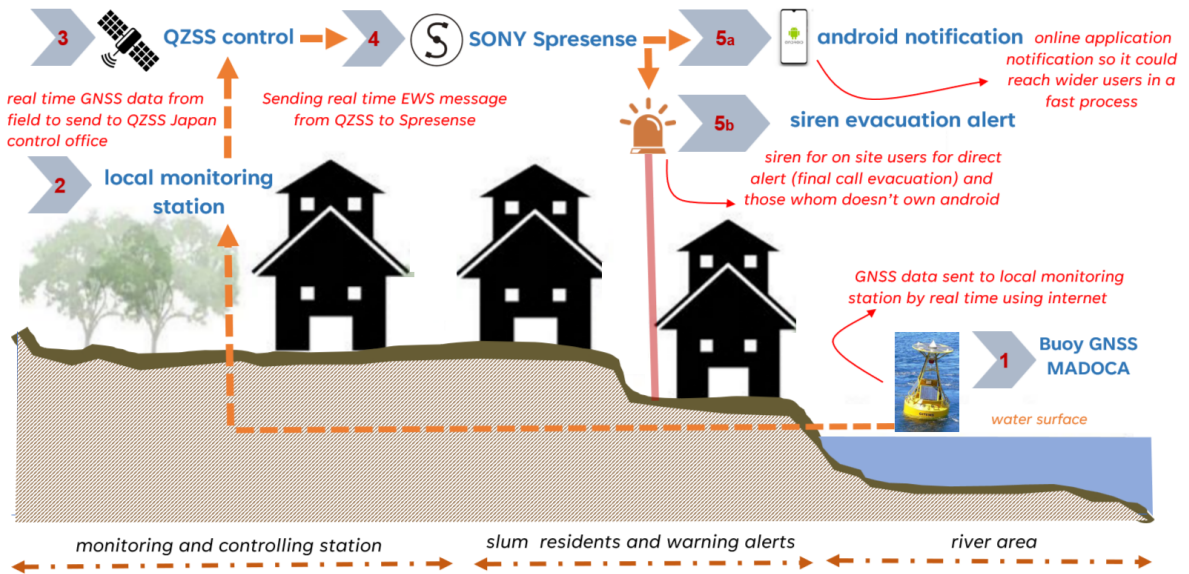 3
QZSS control
4
SONY Spresense
5a
android notification
online application
notification so it could
reach wider users in a
fast process
real time GNSS data from
field to send to QZSS Japan
control office
Sending real time EWS message
from QZSS to Spresense
5b
siren evacuation alert
siren for on site users for direct
alert (final call evacuation) and
those whom doesn't own android
2
local monitoring
station
GNSS data sent to local monitoring
station by real time using internet
1
Buoy GNSS
MADOCA
water surface
monitoring and controlling station
slum residents and warning alerts
river area